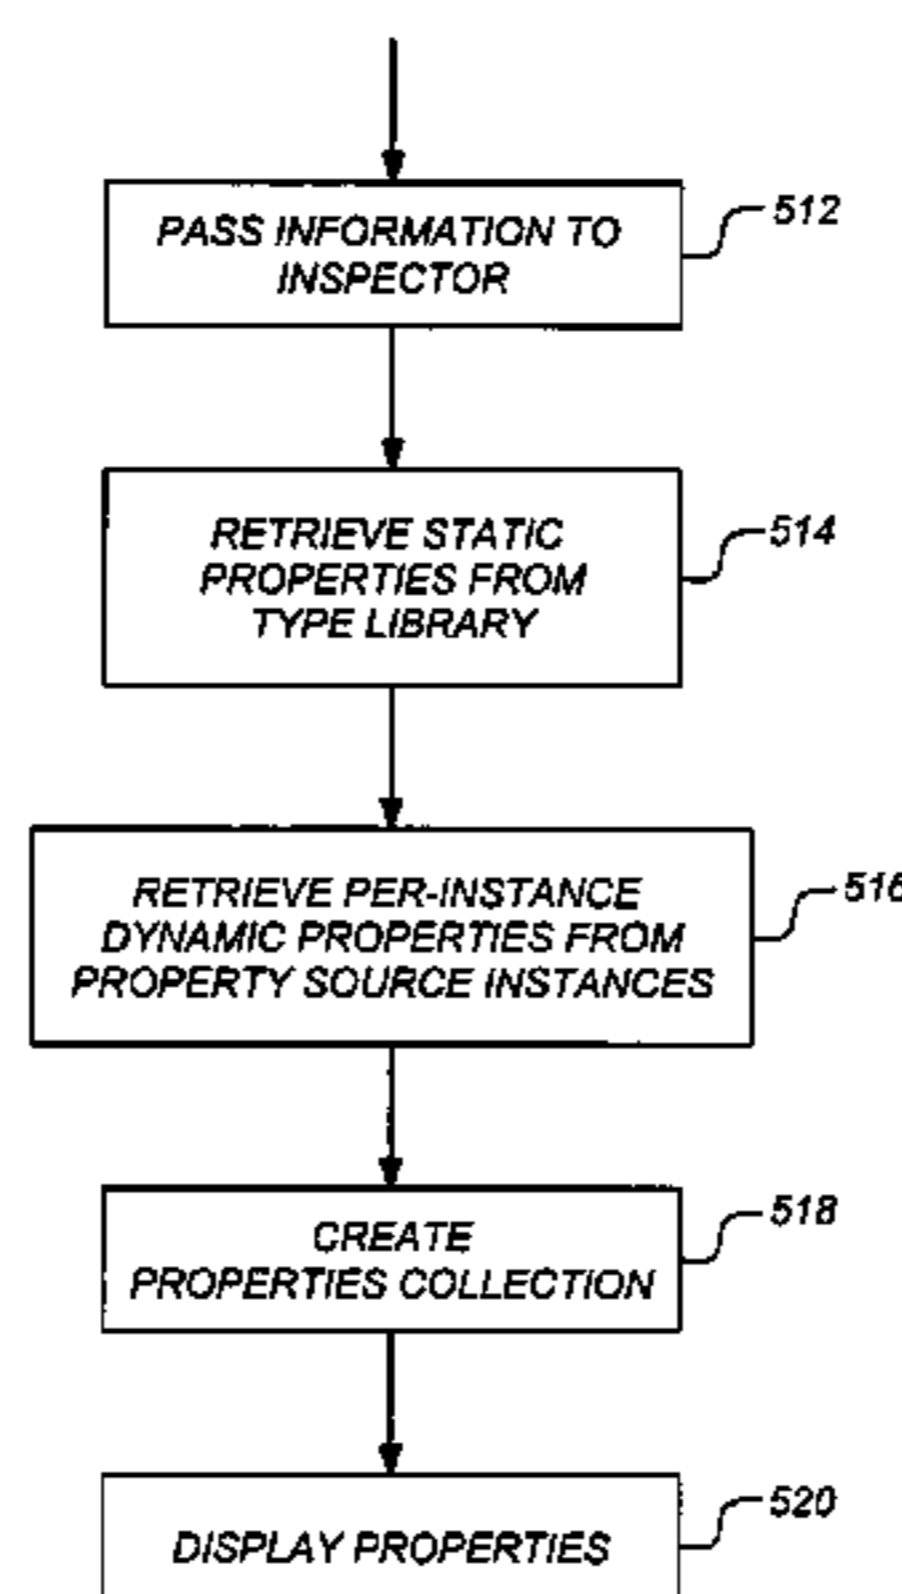 PASS INFORMATION TO
INSPECTOR
512
RETRIEVE STATIC
PROPERTIES FROM
TYPE LIBRARY
514
RETRIEVE PER-INSTANCE
DYNAMIC PROPERTIES FROM
PROPERTY SOURCE INSTANCES
516
CREATE
PROPERTIES COLLECTION
518
DISPLAY PROPERTIES
520